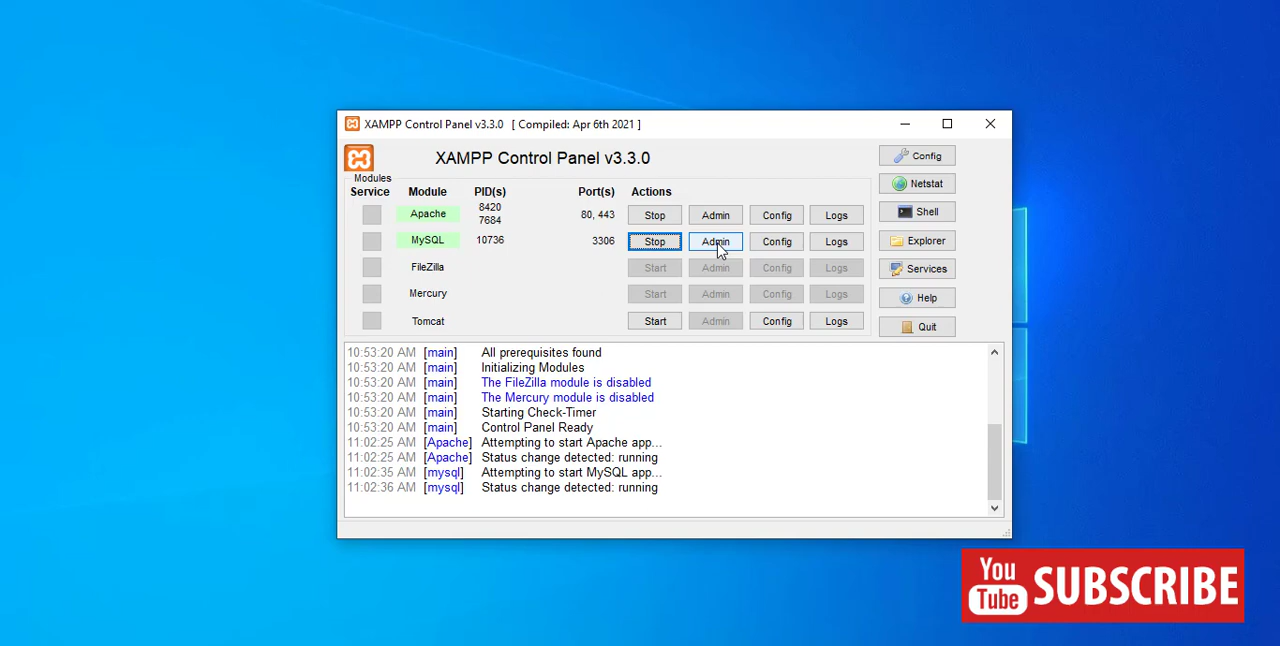 XAMPP Control Panel v3.3.0 [ Compiled: Apr 6th 2021 ]
XAMPP Control Panel v3.3.0
Config
Modules
Service Module PID(s) Port(s) Actions
Netstat
Apache 8420 7684 80, 443 Stop Admin Config Logs
Shell
MySQL 10736 3306 Stop Admin Config Logs
Explorer
FileZilla Start Admin Config Logs
Services
Mercury Start Admin Config Logs
Help
Tomcat Start Admin Config Logs
Quit
10:53:20 AM [main] All prerequisites found
10:53:20 AM [main] Initializing Modules
10:53:20 AM [main] The FileZilla module is disabled
10:53:20 AM [main] The Mercury module is disabled
10:53:20 AM [main] Starting Check-Timer
10:53:20 AM [main] Control Panel Ready
11:02:25 AM [Apache] Attempting to start Apache app...
11:02:25 AM [Apache] Status change detected: running
11:02:35 AM [mysql] Attempting to start MySQL app...
11:02:36 AM [mysql] Status change detected: running
You Tube SUBSCRIBE